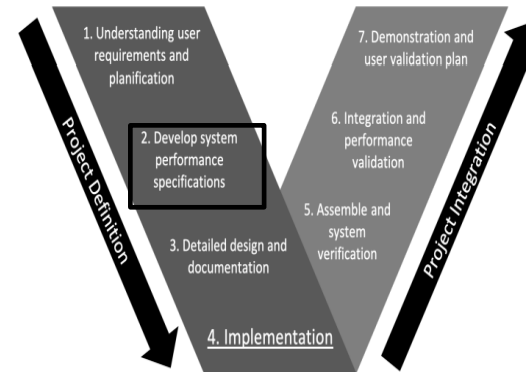 1. Understanding user
requirements and
planification
2. Develop system
performance
specifications
3. Detailed design and
documentation
4. Implementation
7. Demonstration and
user validation plan
6. Integration and
performance
validation
5. Assemble and
system
verification
Project Definition
Project Integration